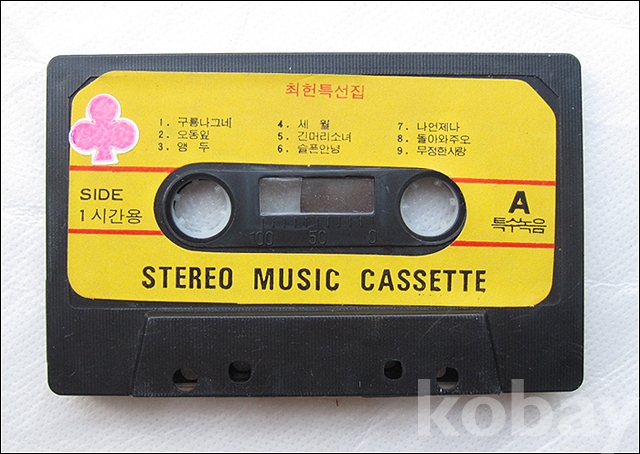 최헌특선집
1. 구름나그네
2. 오동잎
3. 앵 두
4. 세 월
5. 긴머리소녀
6. 슬픈안녕
7. 나언제나
8. 돌아와주오
9. 무정한사랑
SIDE
1시간용
A
특수녹음
100 50 0
STEREO MUSIC CASSETTE
kobay